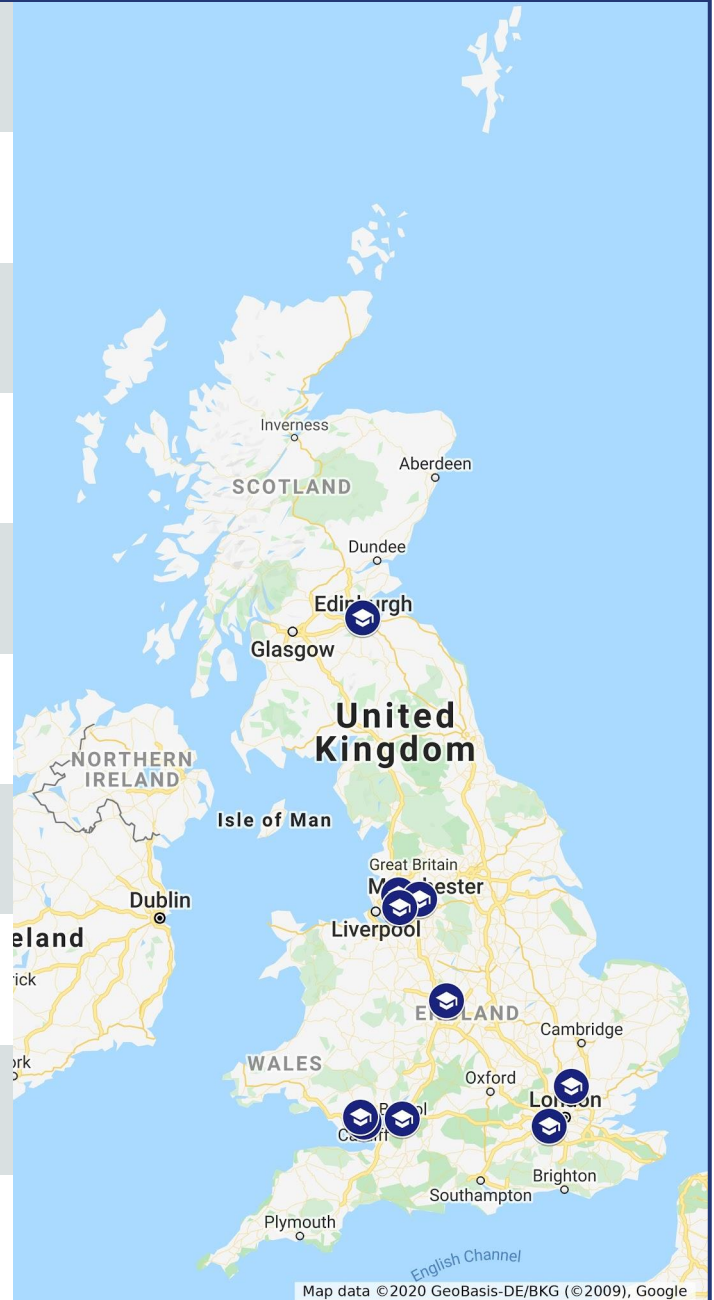 Inverness
Aberdeen
SCOTLAND
Dundee
Edinburgh
Glasgow
United
Kingdom
NORTHERN
IRELAND
Isle of Man
Great Britain
Manchester
Dublin
Liverpool
eland
rick
ENGLAND
Cambridge
ork
WALES
Oxford
London
Bristol
Cardiff
Brighton
Southampton
Plymouth
English Channel
Map data ©2020 GeoBasis-DE/BKG (©2009), Google